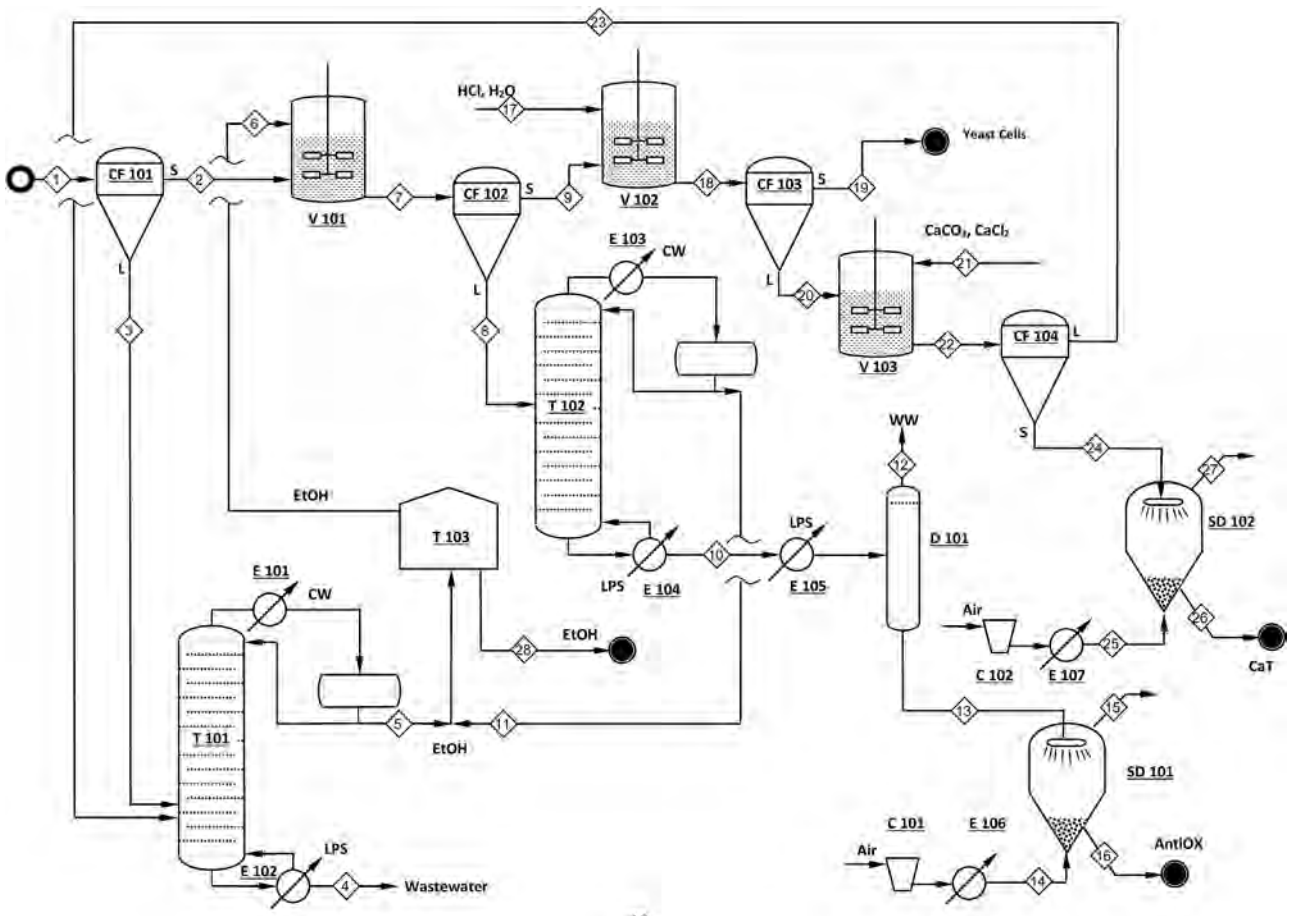 23
HCl, H₂O
17
6
Yeast Cells
1
CF 101
S
2
7
CF 102
S
9
18
CF 103
S
19
V 101
V 102
E 103
CW
CaCO₃, CaCl₂
21
L
L
L
20
3
8
22
CF 104
L
V 103
T 102
S
24
27
WW
12
SD 102
EtOH
T 103
LPS
D 101
10
LPS
E 104
E 105
E 101
CW
Air
25
26
EtOH
28
C 102
E 107
CaT
5
11
13
15
T 101
EtOH
SD 101
C 101
E 106
LPS
Air
AntIOX
E 102
4
Wastewater
14
16